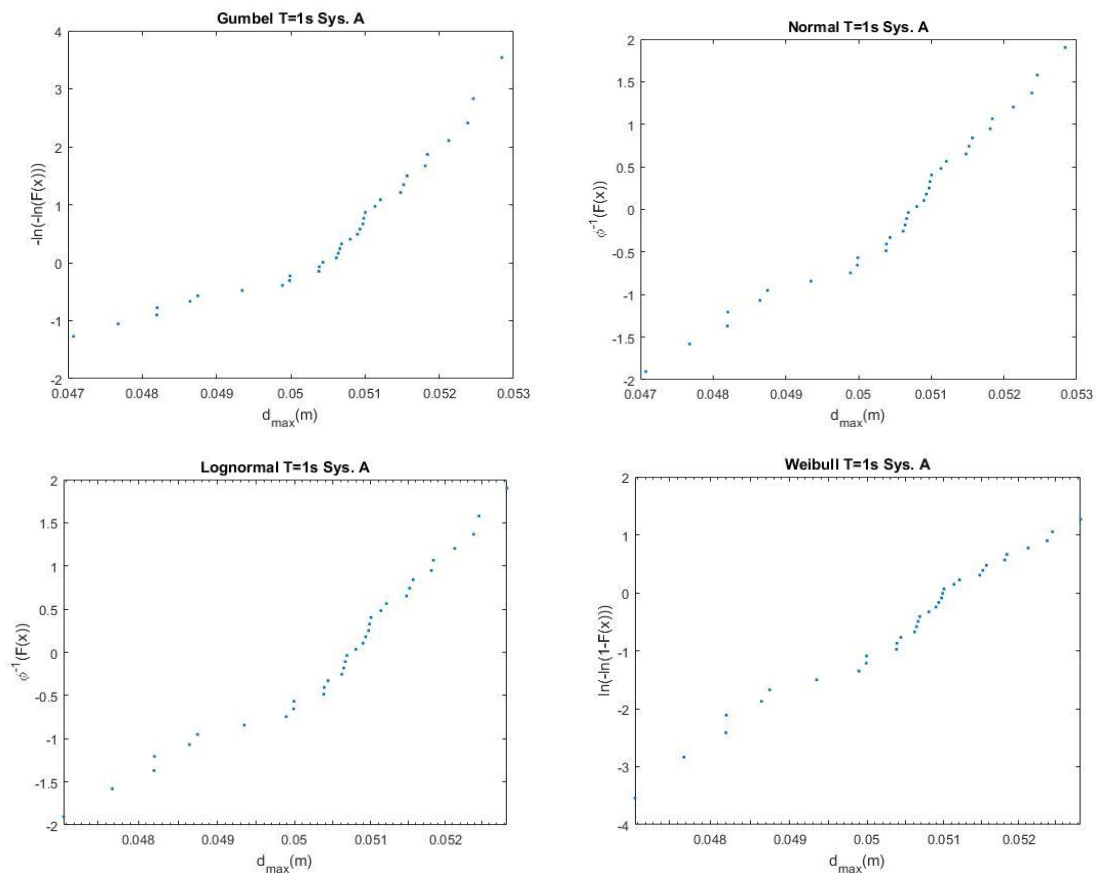 Gumbel T=1s Sys. A
4
3
2
1
0
-1
-2
-ln(-ln(F(x)))
0.047 0.048 0.049 0.05 0.051 0.052 0.053
d_max(m)
Normal T=1s Sys. A
2
1.5
1
0.5
0
-0.5
-1
-1.5
-2
ϕ^-1(F(x))
0.047 0.048 0.049 0.05 0.051 0.052 0.053
d_max(m)
Lognormal T=1s Sys. A
2
1.5
1
0.5
0
-0.5
-1
-1.5
-2
ϕ^-1(F(x))
0.048 0.049 0.05 0.051 0.052
d_max(m)
Weibull T=1s Sys. A
2
1
0
-1
-2
-3
-4
ln(-ln(1-F(x)))
0.048 0.049 0.05 0.051 0.052
d_max(m)